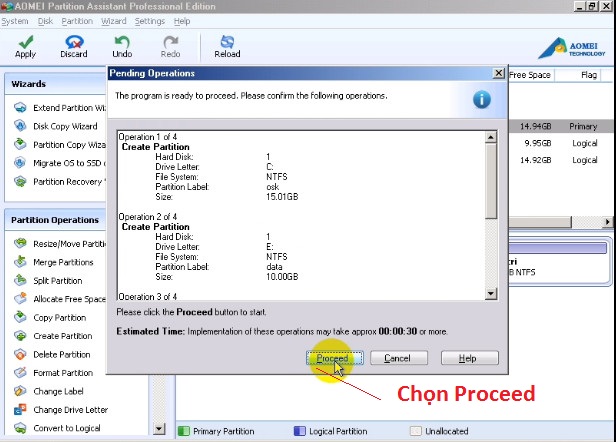 AOMEI Partition Assistant Professional Edition
System Disk Partition Wizard Settings Help
Apply Discard Undo Redo Reload
AOMEI
TECHNOLOGY
Wizards
Extend Partition
Disk Copy Wizard
Partition Copy
Migrate OS to SSD
Partition Recovery
Partition Operations
Resize/Move
Merge Partitions
Split Partition
Allocate Free Space
Copy Partition
Create Partition
Delete Partition
Format Partition
Change Label
Change Drive Letter
Convert to Logical
Pending Operations
The program is ready to proceed. Please confirm the following operations.
Operation 1 of 4
Create Partition
Hard Disk: 1
Drive Letter: C:
File System: NTFS
Partition Label: osk
Size: 15.01GB
Operation 2 of 4
Create Partition
Hard Disk: 1
Drive Letter: E:
File System: NTFS
Partition Label: data
Size: 10.00GB
Operation 3 of 4
Please click the Proceed button to start.
Estimated Time: Implementation of these operations may take approx 00:00:30 or more.
Proceed Cancel Help
Chọn Proceed
Free Space Flag
14.94GB Primary
9.95GB Logical
14.92GB Logical
tri
B NTFS
Primary Partition Logical Partition Unallocated